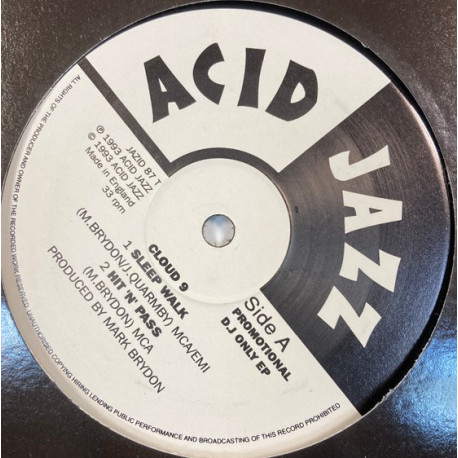 ACID
JAZZ
JAZID 87 T
℗ 1993 ACID JAZZ
© 1993 ACID JAZZ
Made in England
33 rpm
Side A
PROMOTIONAL
D.J ONLY EP
CLOUD 9
1 SLEEP WALK
(M.BRYDON/J.QUARMBY) MCA/EMI
2 HIT 'N' PASS
(M.BRYDON) MCA
PRODUCED BY MARK BRYDON
ALL RIGHTS OF THE PRODUCER AND OWNER OF THE RECORDED WORK RESERVED. UNAUTHORISED COPYING HIRING LENDING PUBLIC PERFORMANCE AND BROADCASTING OF THIS RECORD PROHIBITED